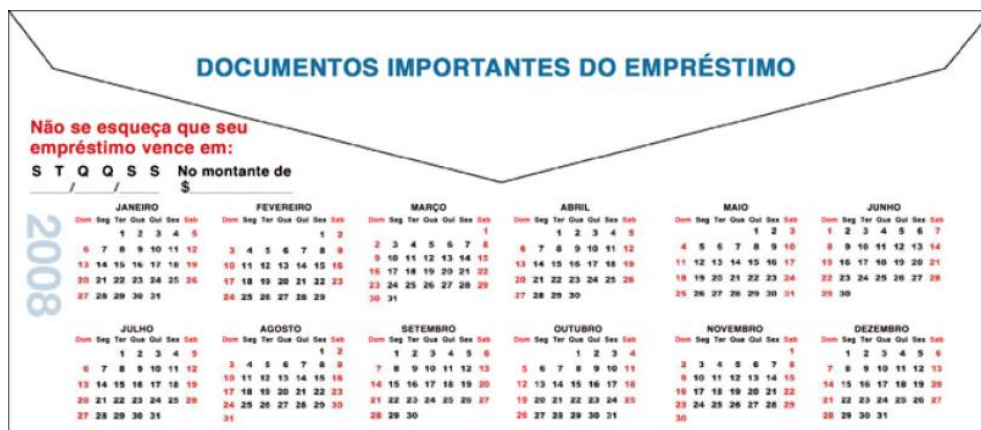 DOCUMENTOS IMPORTANTES DO EMPRÉSTIMO
Não se esqueça que seu
empréstimo vence em:
S T Q Q S S No montante de
____/____/____ $____________
2008
JANEIRO
Dom Seg Ter Qua Qui Sex Sab
1 2 3 4 5
6 7 8 9 10 11 12
13 14 15 16 17 18 19
20 21 22 23 24 25 26
27 28 29 30 31
FEVEREIRO
Dom Seg Ter Qua Qui Sex Sab
1 2
3 4 5 6 7 8 9
10 11 12 13 14 15 16
17 18 19 20 21 22 23
24 25 26 27 28 29
MARÇO
Dom Seg Ter Qua Qui Sex Sab
1
2 3 4 5 6 7 8
9 10 11 12 13 14 15
16 17 18 19 20 21 22
23 24 25 26 27 28 29
30 31
ABRIL
Dom Seg Ter Qua Qui Sex Sab
1 2 3 4 5
6 7 8 9 10 11 12
13 14 15 16 17 18 19
20 21 22 23 24 25 26
27 28 29 30
MAIO
Dom Seg Ter Qua Qui Sex Sab
1 2 3
4 5 6 7 8 9 10
11 12 13 14 15 16 17
18 19 20 21 22 23 24
25 26 27 28 29 30 31
JUNHO
Dom Seg Ter Qua Qui Sex Sab
1 2 3 4 5 6 7
8 9 10 11 12 13 14
15 16 17 18 19 20 21
22 23 24 25 26 27 28
29 30
JULHO
Dom Seg Ter Qua Qui Sex Sab
1 2 3 4 5
6 7 8 9 10 11 12
13 14 15 16 17 18 19
20 21 22 23 24 25 26
27 28 29 30 31
AGOSTO
Dom Seg Ter Qua Qui Sex Sab
1 2
3 4 5 6 7 8 9
10 11 12 13 14 15 16
17 18 19 20 21 22 23
24 25 26 27 28 29 30
31
SETEMBRO
Dom Seg Ter Qua Qui Sex Sab
1 2 3 4 5 6
7 8 9 10 11 12 13
14 15 16 17 18 19 20
21 22 23 24 25 26 27
28 29 30
OUTUBRO
Dom Seg Ter Qua Qui Sex Sab
1 2 3 4
5 6 7 8 9 10 11
12 13 14 15 16 17 18
19 20 21 22 23 24 25
26 27 28 29 30 31
NOVEMBRO
Dom Seg Ter Qua Qui Sex Sab
1
2 3 4 5 6 7 8
9 10 11 12 13 14 15
16 17 18 19 20 21 22
23 24 25 26 27 28 29
30
DEZEMBRO
Dom Seg Ter Qua Qui Sex Sab
1 2 3 4 5 6
7 8 9 10 11 12 13
14 15 16 17 18 19 20
21 22 23 24 25 26 27
28 29 30 31